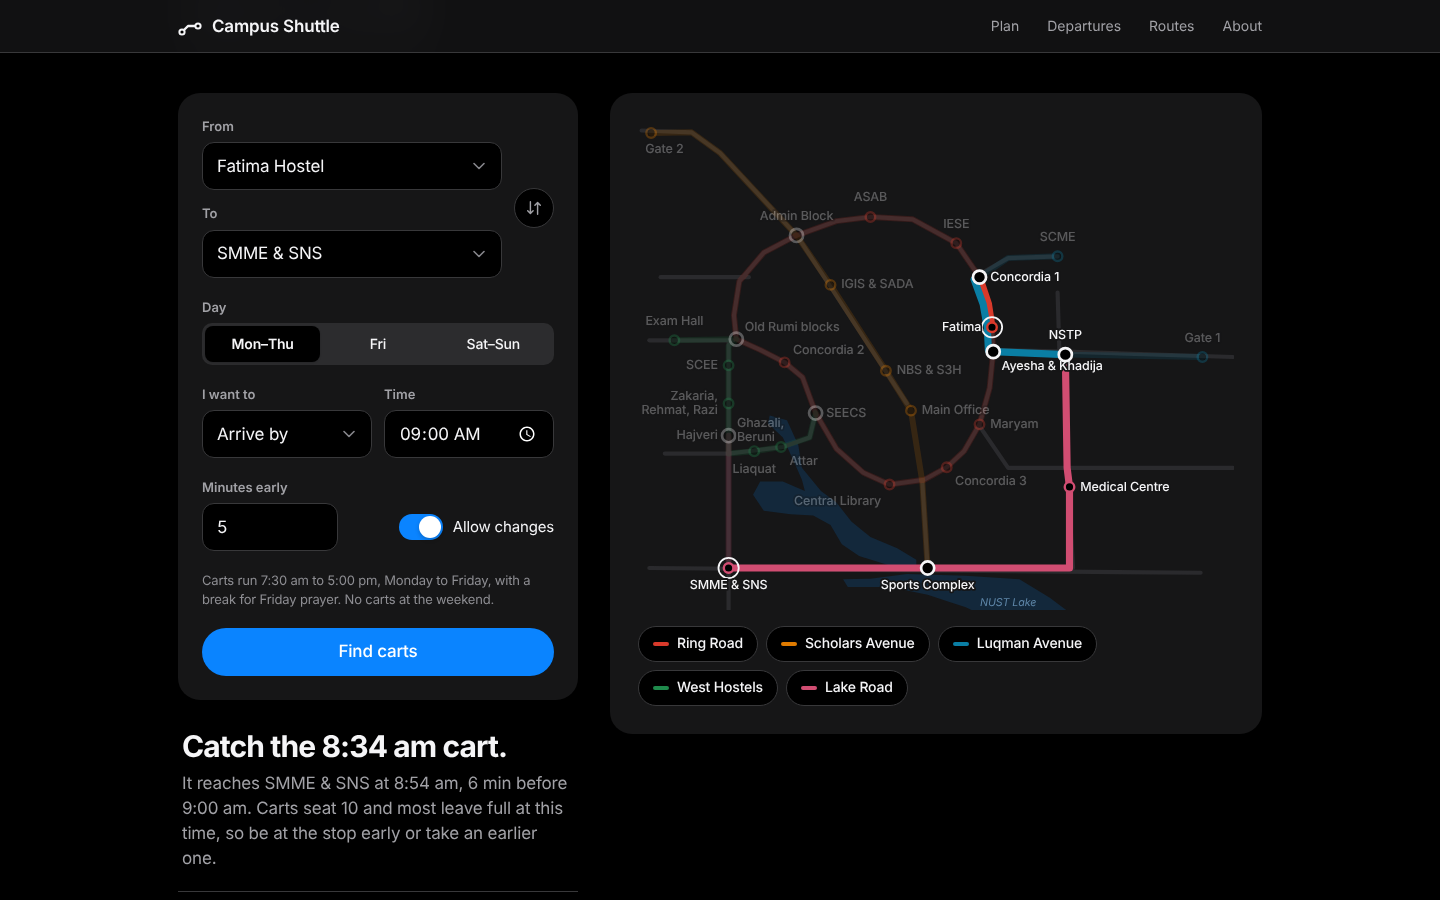 Campus Shuttle
Plan
Departures
Routes
About
From
Fatima Hostel
To
SMME & SNS
Day
Mon–Thu
Fri
Sat–Sun
I want to
Time
Arrive by
09:00 AM
Minutes early
5
Allow changes
Carts run 7:30 am to 5:00 pm, Monday to Friday, with a
break for Friday prayer. No carts at the weekend.
Find carts
Catch the 8:34 am cart.
It reaches SMME & SNS at 8:54 am, 6 min before
9:00 am. Carts seat 10 and most leave full at this
time, so be at the stop early or take an earlier
one.
Gate 2
ASAB
Admin Block
IESE
SCME
Concordia 1
IGIS & SADA
Exam Hall
Old Rumi blocks
Fatima
NSTP
Gate 1
Concordia 2
SCEE
Ayesha & Khadija
NBS & S3H
Zakaria,
Rehmat, Razi
SEECS
Main Office
Ghazali,
Beruni
Hajveri
Maryam
Attar
Liaquat
Concordia 3
Medical Centre
Central Library
SMME & SNS
Sports Complex
NUST Lake
Ring Road
Scholars Avenue
Luqman Avenue
West Hostels
Lake Road